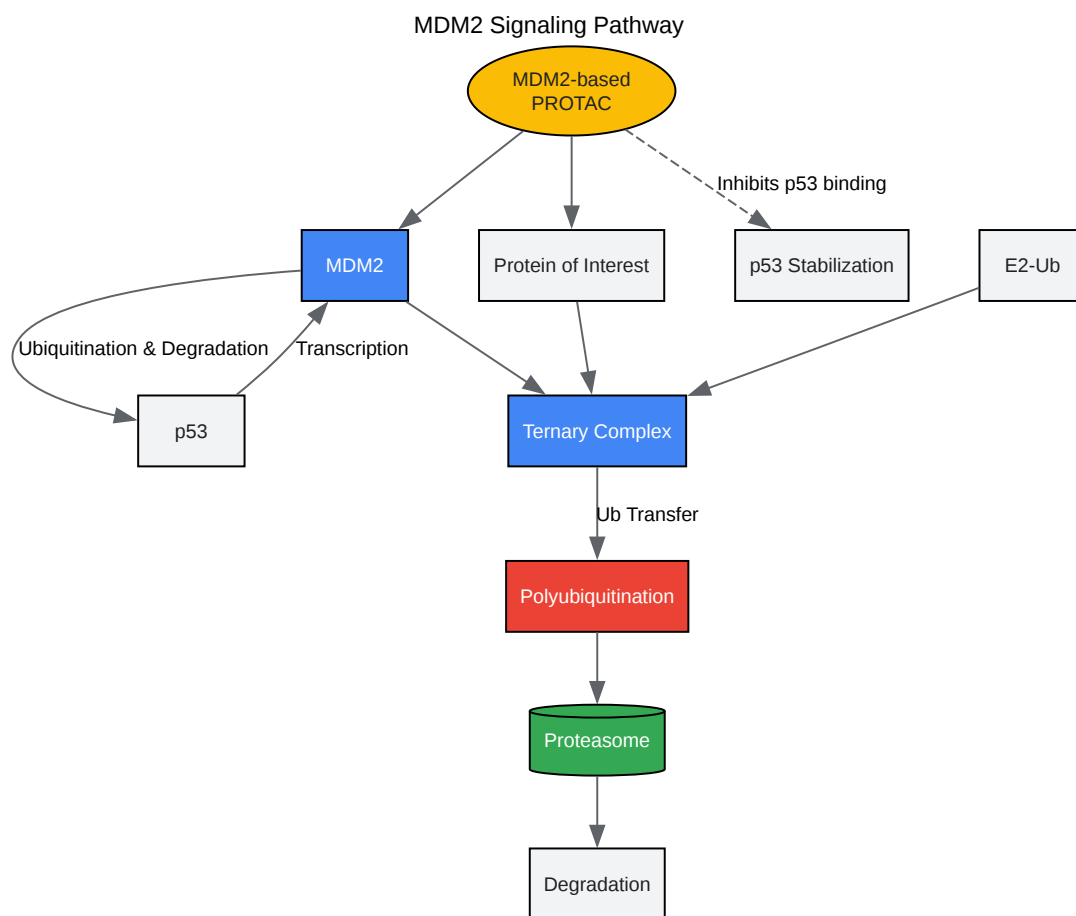 MDM2 Signaling Pathway
MDM2-based
PROTAC
Inhibits p53 binding
MDM2
Protein of Interest
p53 Stabilization
E2-Ub
Ubiquitination & Degradation
Transcription
p53
Ternary Complex
Ub Transfer
Polyubiquitination
Proteasome
Degradation